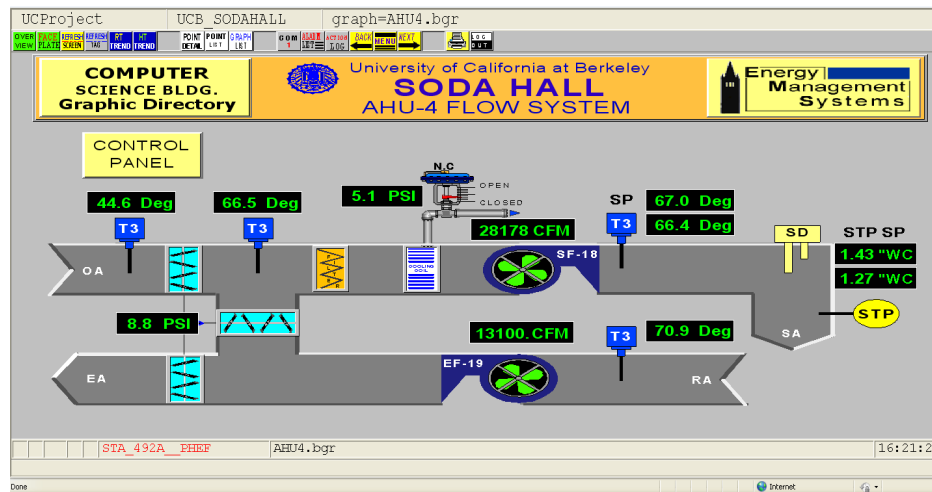 UCProject UCB_SODAHALL graph=AHU4.bgr
OVER VIEW FACE PLATE REFRESH SCREEN REFRESH TAG RT TREND HT TREND POINT DETAIL POINT LIST GRAPH LIST COM 1 ALARM LIST ACTION LOG BACK MENU NEXT LOG OUT
COMPUTER
SCIENCE BLDG.
Graphic Directory
University of California at Berkeley
SODA HALL
AHU-4 FLOW SYSTEM
Energy
Management
Systems
CONTROL
PANEL
N.C
OPEN
CLOSED
5.1 PSI
44.6 Deg
66.5 Deg
SP 67.0 Deg
66.4 Deg
T3
T3
T3
28178 CFM
SD
STP SP
1.43 "WC
1.27 "WC
OA
COOLING
COIL
SF-18
STP
SA
8.8 PSI
13100. CFM
T3
70.9 Deg
EF-19
EA
RA
STA_492A__PHEF AHU4.bgr 16:21:2
Done Internet